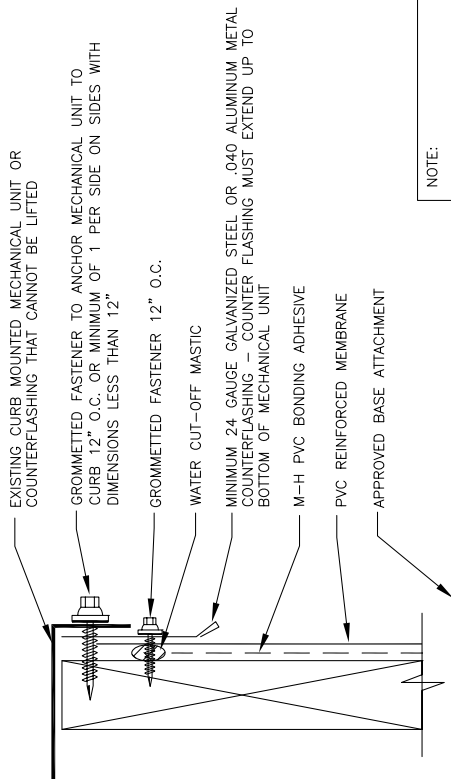 EXISTING CURB MOUNTED MECHANICAL UNIT OR
COUNTERFLASHING THAT CANNOT BE LIFTED
GROMMETED FASTENER TO ANCHOR MECHANICAL UNIT TO
CURB 12" O.C. OR MINIMUM OF 1 PER SIDE ON SIDES WITH
DIMENSIONS LESS THAN 12"
GROMMETTED FASTENER 12" O.C.
WATER CUT-OFF MASTIC
MINIMUM 24 GAUGE GALVANIZED STEEL OR .040 ALUMINUM METAL
COUNTERFLASHING – COUNTER FLASHING MUST EXTEND UP TO
BOTTOM OF MECHANICAL UNIT
M-H PVC BONDING ADHESIVE
PVC REINFORCED MEMBRANE
APPROVED BASE ATTACHMENT
NOTE: